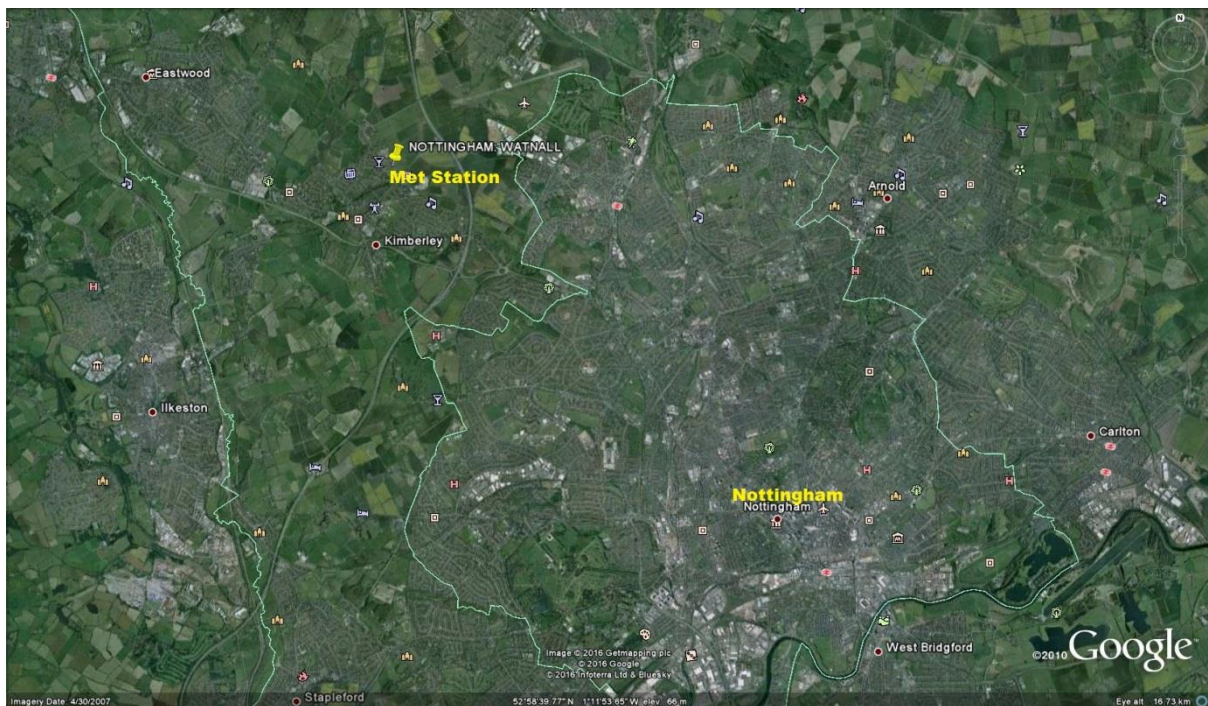 Eastwood
NOTTINGHAM: WATNALL
Met Station
Arnold
Kimberley
Ilkeston
Carlton
Nottingham
Nottingham
West Bridgford
Stapleford
Image © 2016 Getmapping plc
© 2016 Google
© 2016 Infoterra Ltd & Bluesky
©2010 Google™
Imagery Date: 4/30/2007
52°58'39.77" N 1°11'53.65" W elev 66 m
Eye alt 16.73 km
N